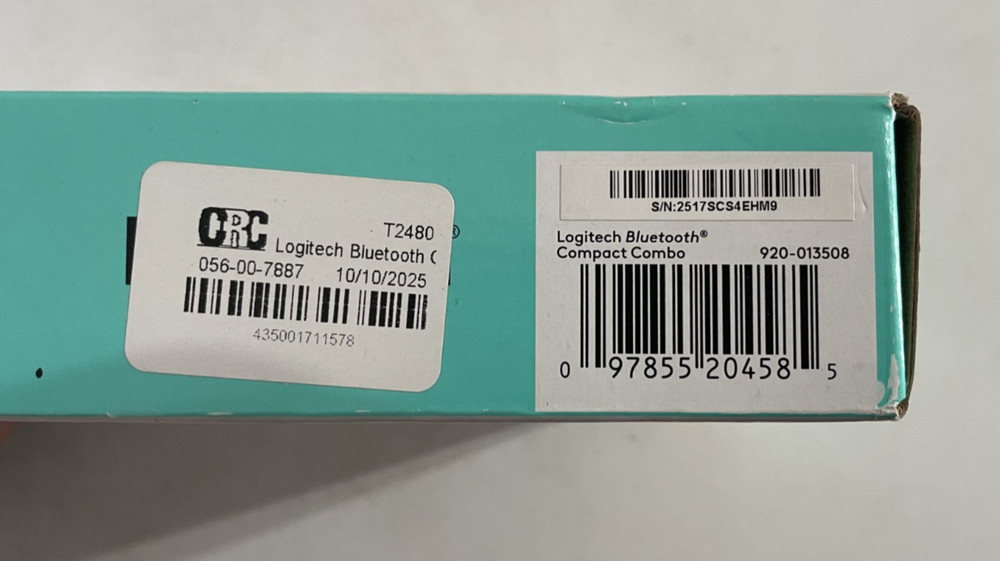 CRC
T2480
Logitech Bluetooth
056-00-7887 10/10/2025
435001711578
®
S/N:2517SCS4EHM9
Logitech Bluetooth®
Compact Combo 920-013508
0 97855 20458 5